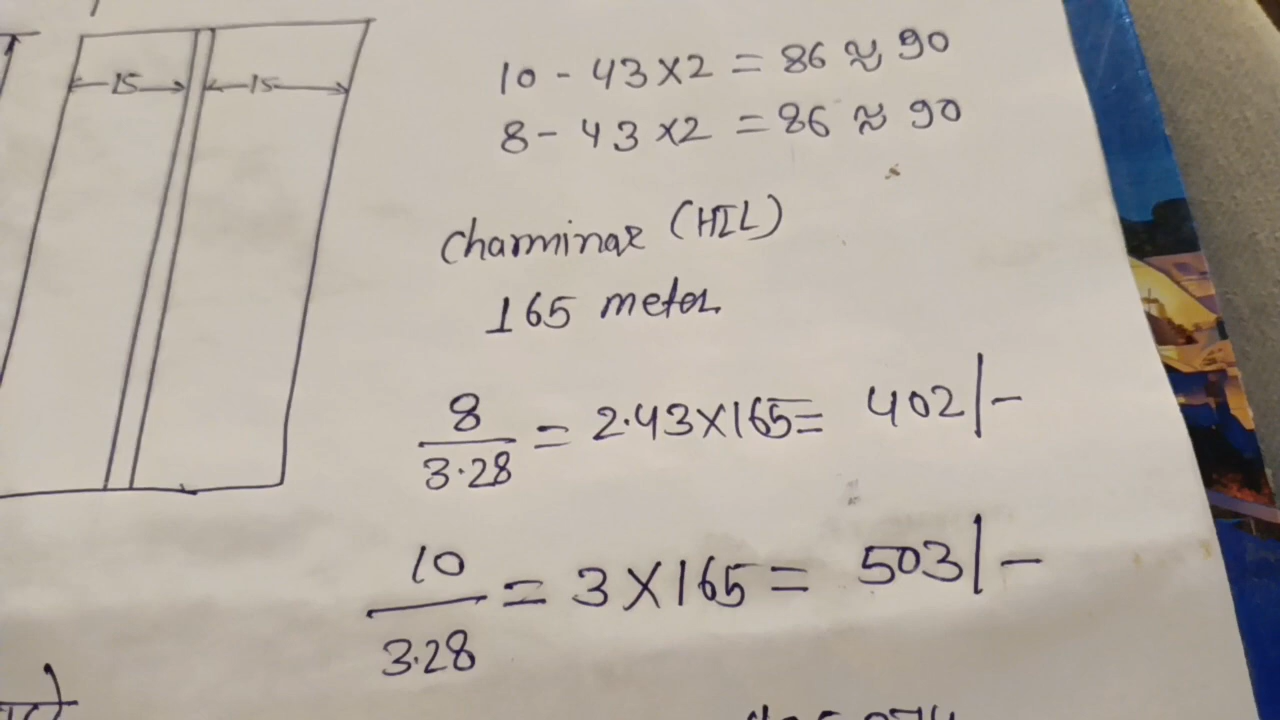 15 15
10 - 43 X 2 = 86 ≈ 90
8 - 43 X 2 = 86 ≈ 90
Charminar (HIL)
165 meter
8/3.28 = 2.43 X 165 = 402/-
10/3.28 = 3 X 165 = 503/-